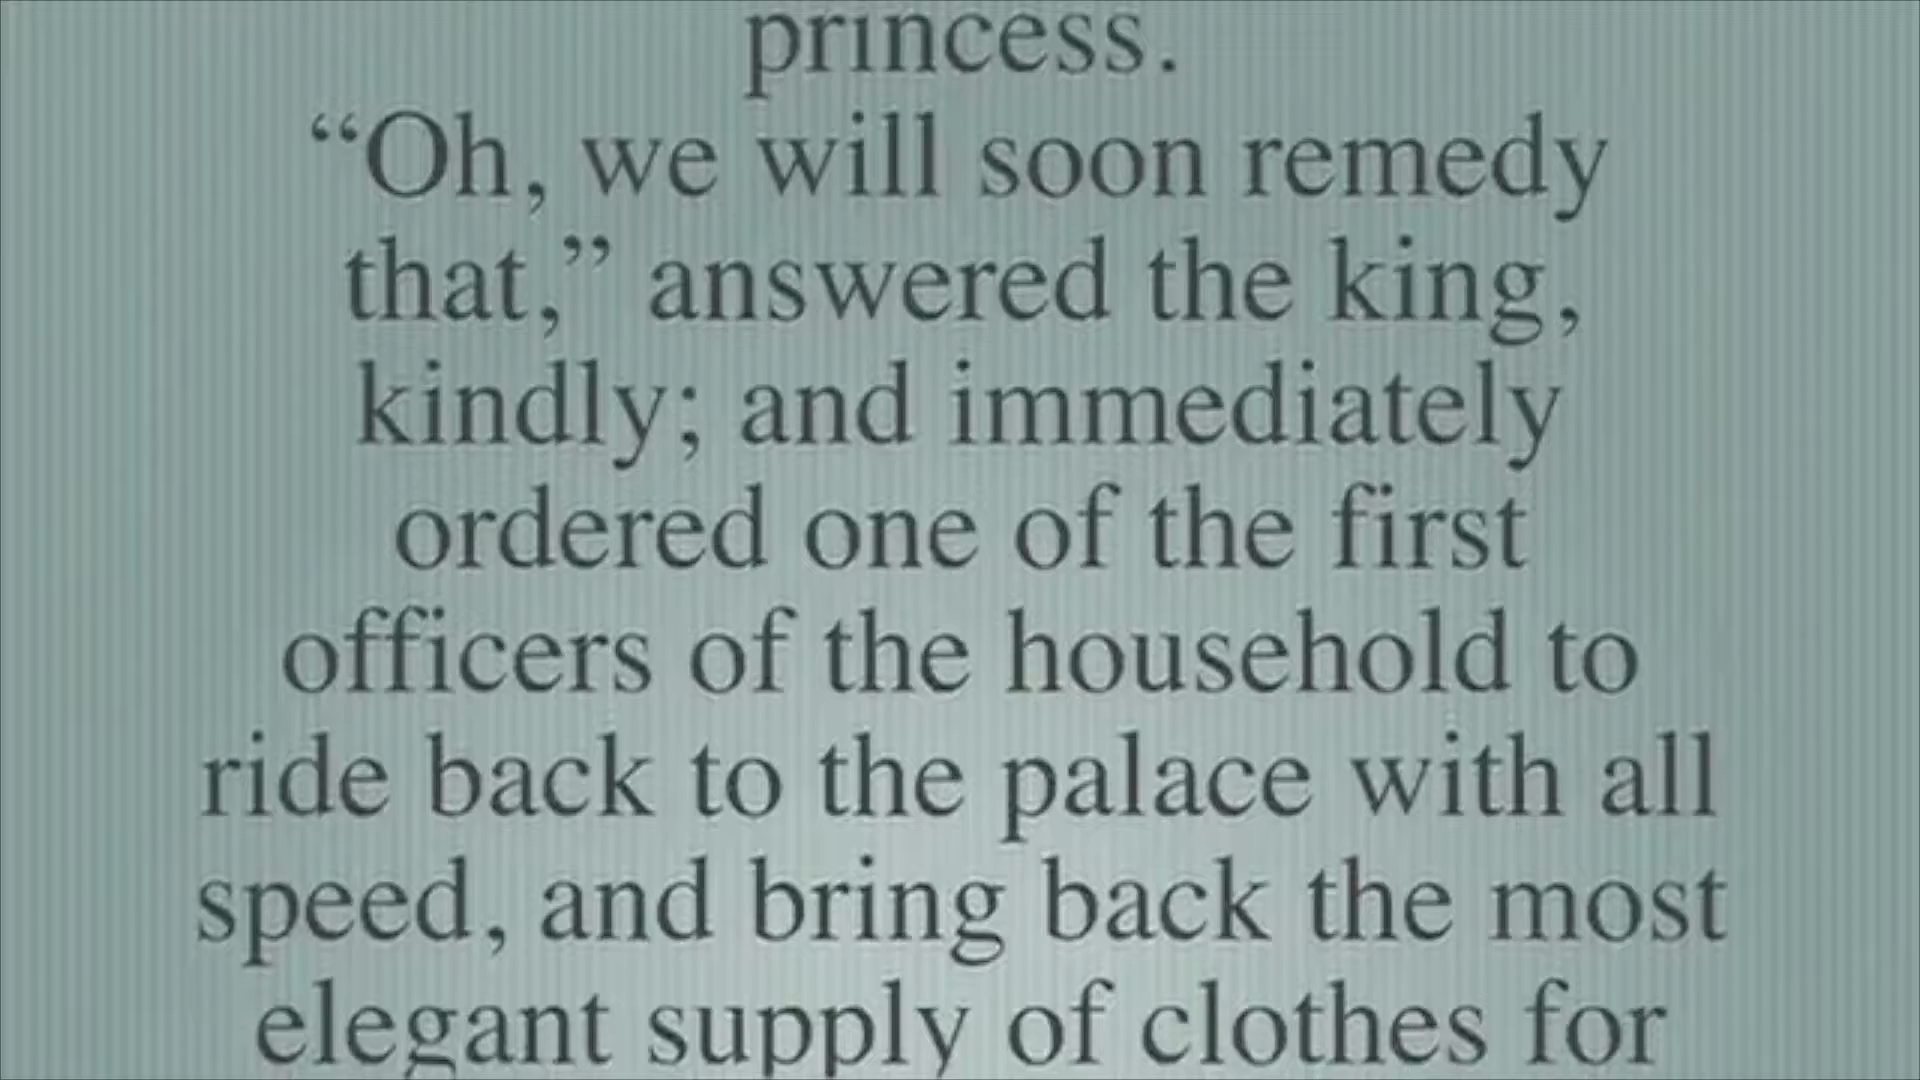 princess.
“Oh, we will soon remedy
that,” answered the king,
kindly; and immediately
ordered one of the first
officers of the household to
ride back to the palace with all
speed, and bring back the most
elegant supply of clothes for